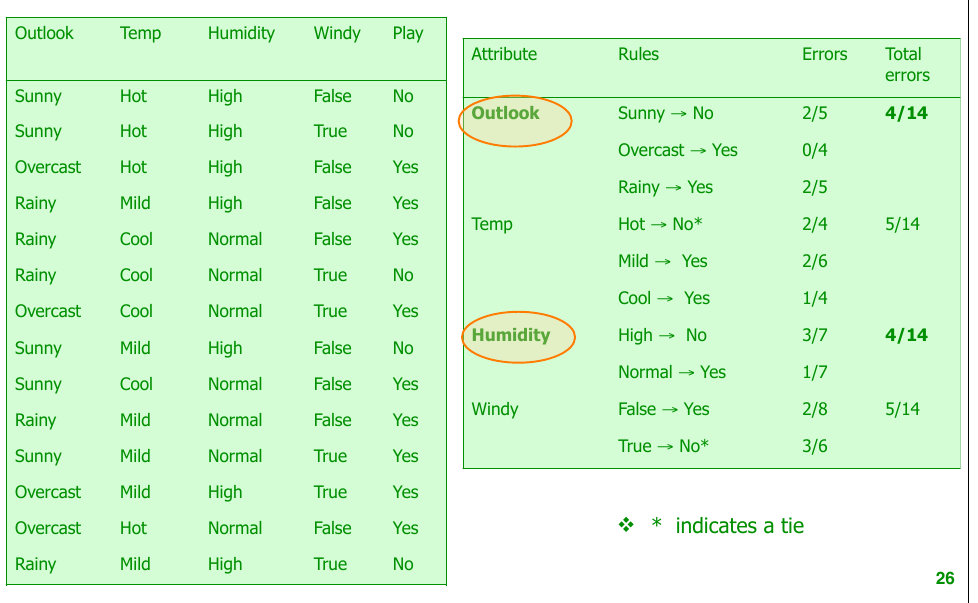 Outlook Temp Humidity Windy Play
Sunny Hot High False No
Sunny Hot High True No
Overcast Hot High False Yes
Rainy Mild High False Yes
Rainy Cool Normal False Yes
Rainy Cool Normal True No
Overcast Cool Normal True Yes
Sunny Mild High False No
Sunny Cool Normal False Yes
Rainy Mild Normal False Yes
Sunny Mild Normal True Yes
Overcast Mild High True Yes
Overcast Hot Normal False Yes
Rainy Mild High True No
Attribute Rules Errors Total
errors
Outlook Sunny → No 2/5 4/14
Overcast → Yes 0/4
Rainy → Yes 2/5
Temp Hot → No* 2/4 5/14
Mild → Yes 2/6
Cool → Yes 1/4
Humidity High → No 3/7 4/14
Normal → Yes 1/7
Windy False → Yes 2/8 5/14
True → No* 3/6
❖ * indicates a tie
26